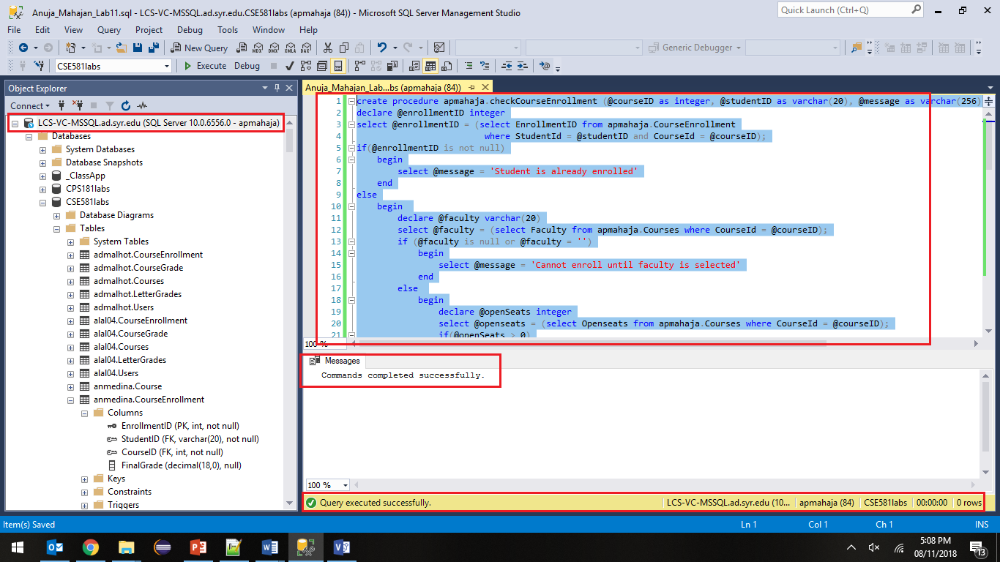 Anuja_Mahajan_Lab11.sql - LCS-VC-MSSQL.ad.syr.edu.CSE581labs (apmahaja (84)) - Microsoft SQL Server Management Studio
Quick Launch (Ctrl+Q)
File Edit View Query Project Debug Tools Window Help
New Query
MDX DMX XMLA DAX
Generic Debugger
CSE581labs
Execute Debug
Object Explorer
Connect
LCS-VC-MSSQL.ad.syr.edu (SQL Server 10.0.6556.0 - apmahaja)
Databases
System Databases
Database Snapshots
_ClassApp
CPS181labs
CSE581labs
Database Diagrams
Tables
System Tables
admalhot.CourseEnrollment
admalhot.CourseGrade
admalhot.Courses
admalhot.LetterGrades
admalhot.Users
alal04.CourseEnrollment
alal04.CourseGrade
alal04.Courses
alal04.LetterGrades
alal04.Users
anmedina.Course
anmedina.CourseEnrollment
Columns
EnrollmentID (PK, int, not null)
StudentID (FK, varchar(20), not null)
CourseID (FK, int, not null)
FinalGrade (decimal(18,0), null)
Keys
Constraints
Triggers
Anuja_Mahajan_Lab...bs (apmahaja (84))
1 create procedure apmahaja.checkCourseEnrollment (@courseID as integer, @studentID as varchar(20), @message as varchar(256)
2 declare @enrollmentID integer
3 select @enrollmentID = (select EnrollmentID from apmahaja.CourseEnrollment
4 where StudentId = @studentID and CourseId = @courseID);
5 if(@enrollmentID is not null)
6 begin
7 select @message = 'Student is already enrolled'
8 end
9 else
10 begin
11 declare @faculty varchar(20)
12 select @faculty = (select Faculty from apmahaja.Courses where CourseId = @courseID);
13 if (@faculty is null or @faculty = '')
14 begin
15 select @message = 'Cannot enroll until faculty is selected'
16 end
17 else
18 begin
19 declare @openSeats integer
20 select @openseats = (select Openseats from apmahaja.Courses where CourseId = @courseID);
21 if(@openSeats > 0)
100 %
Messages
Commands completed successfully.
100 %
Query executed successfully. LCS-VC-MSSQL.ad.syr.edu (10... apmahaja (84) CSE581labs 00:00:00 0 rows
Item(s) Saved Ln 1 Col 1 Ch 1 INS
5:08 PM
08/11/2018
13